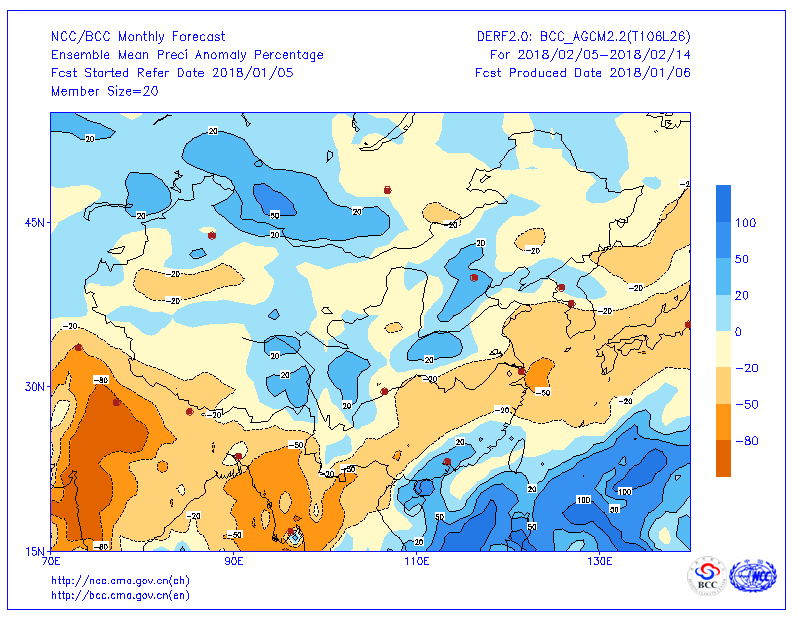 NCC/BCC Monthly Forecast
DERF2.0: BCC_AGCM2.2(T106L26)
Ensemble Mean Preci Anomaly Percentage
For 2018/02/05-2018/02/14
Fcst Started Refer Date 2018/01/05
Fcst Produced Date 2018/01/06
Member Size=20
20
20
-20
20
20
50
-20
45N
20
20
-20
100
-20
50
-20
-20
20
-20
-20
0
20
20
-20
-80
20
-20
-50
30N
-20
20
-20
-50
-20
20
-50
-80
-20
-50
20
100
100
-20
50
50
-50
50
20
-80
15N
70E
90E
110E
130E
http://ncc.cma.gov.cn(ch)
http://bcc.cma.gov.cn(en)
BCC
NCC